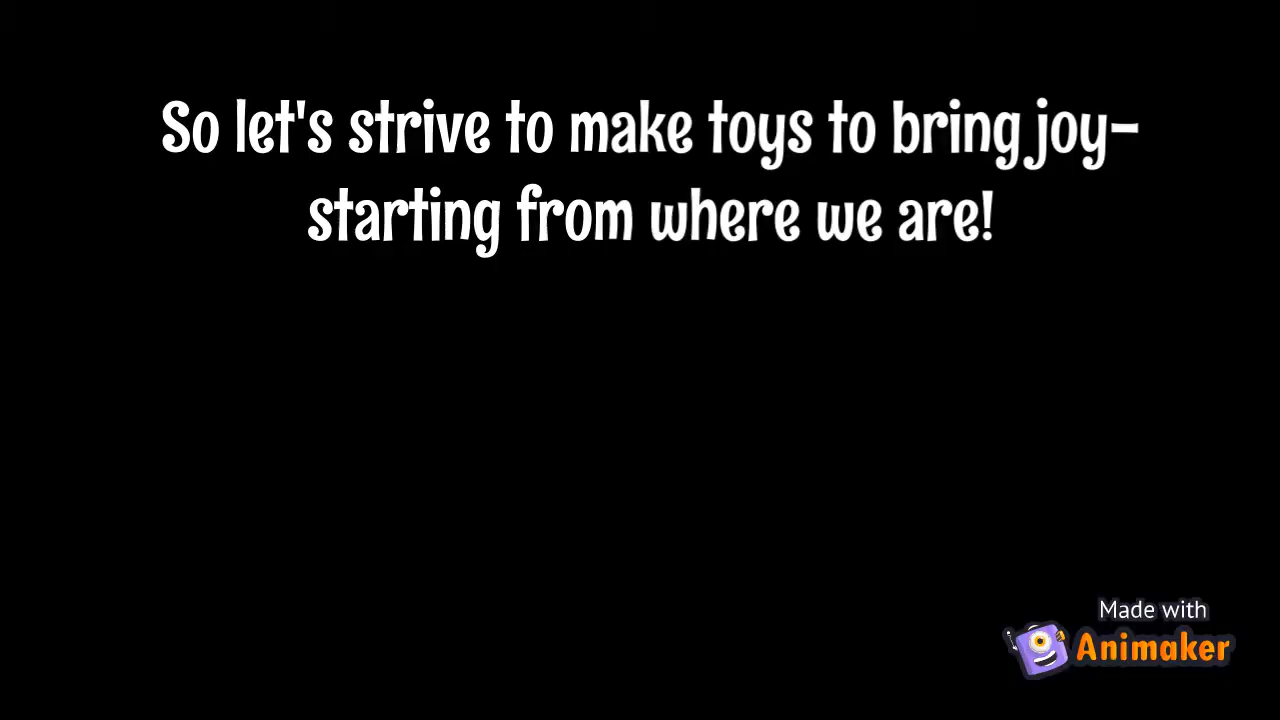 So let's strive to make toys to bring joy-
starting from where we are!
Made with
Animaker